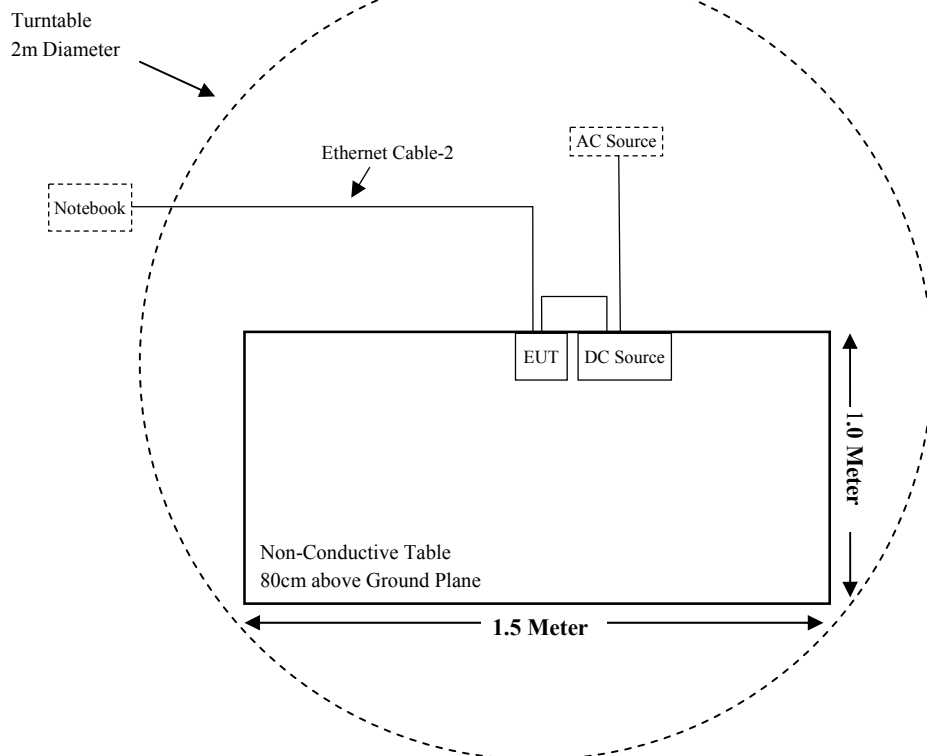 Turntable
2m Diameter
AC Source
Ethernet Cable-2
Notebook
EUT
DC Source
1.0 Meter
Non-Conductive Table
80cm above Ground Plane
1.5 Meter